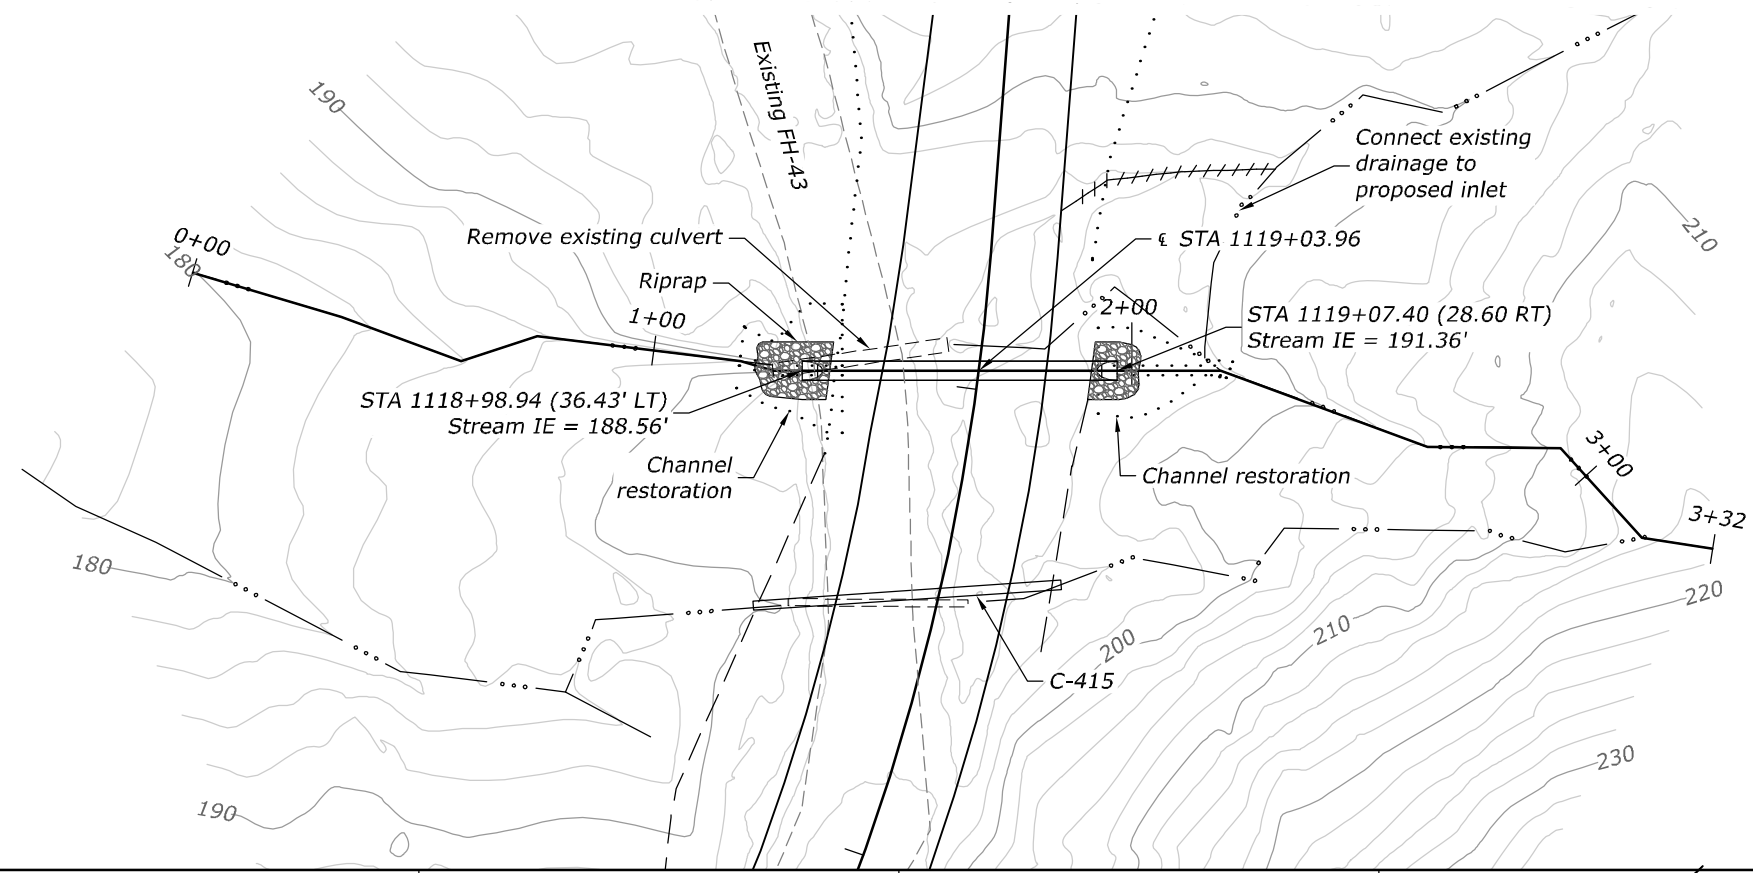 Existing FH-43
190
Connect existing
drainage to
proposed inlet
0+00
180
Remove existing culvert
℄ STA 1119+03.96
210
Riprap
1+00
2+00
STA 1119+07.40 (28.60 RT)
Stream IE = 191.36'
STA 1118+98.94 (36.43' LT)
Stream IE = 188.56'
Channel
restoration
Channel restoration
3+00
3+32
180
220
200
210
C-415
230
190